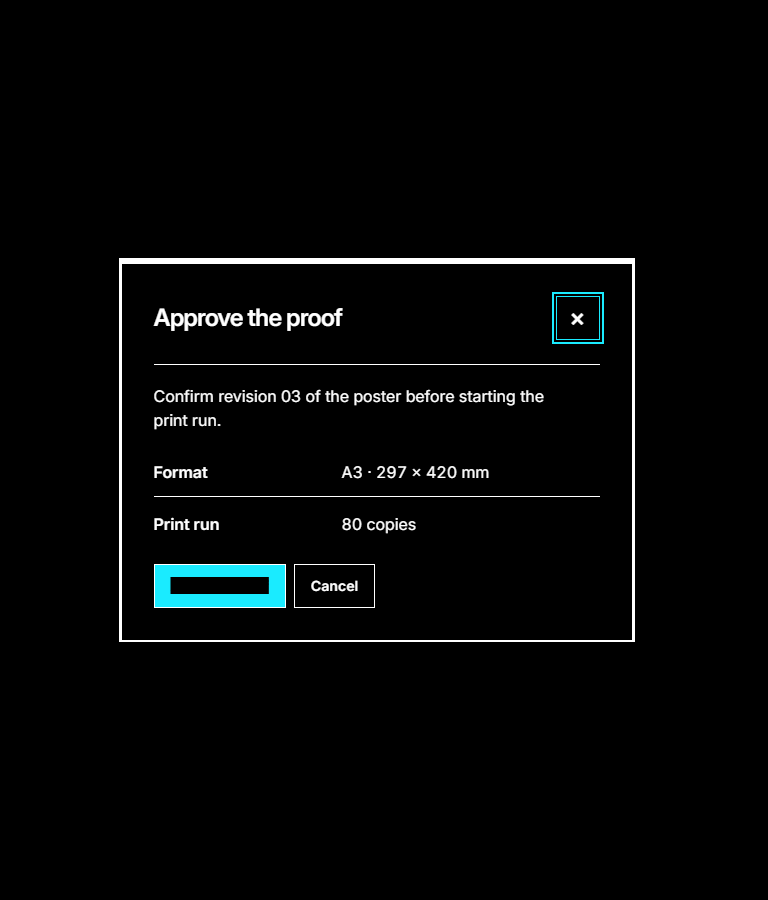 Approve the proof
×
Confirm revision 03 of the poster before starting the
print run.
Format
A3 · 297 × 420 mm
Print run
80 copies
Cancel